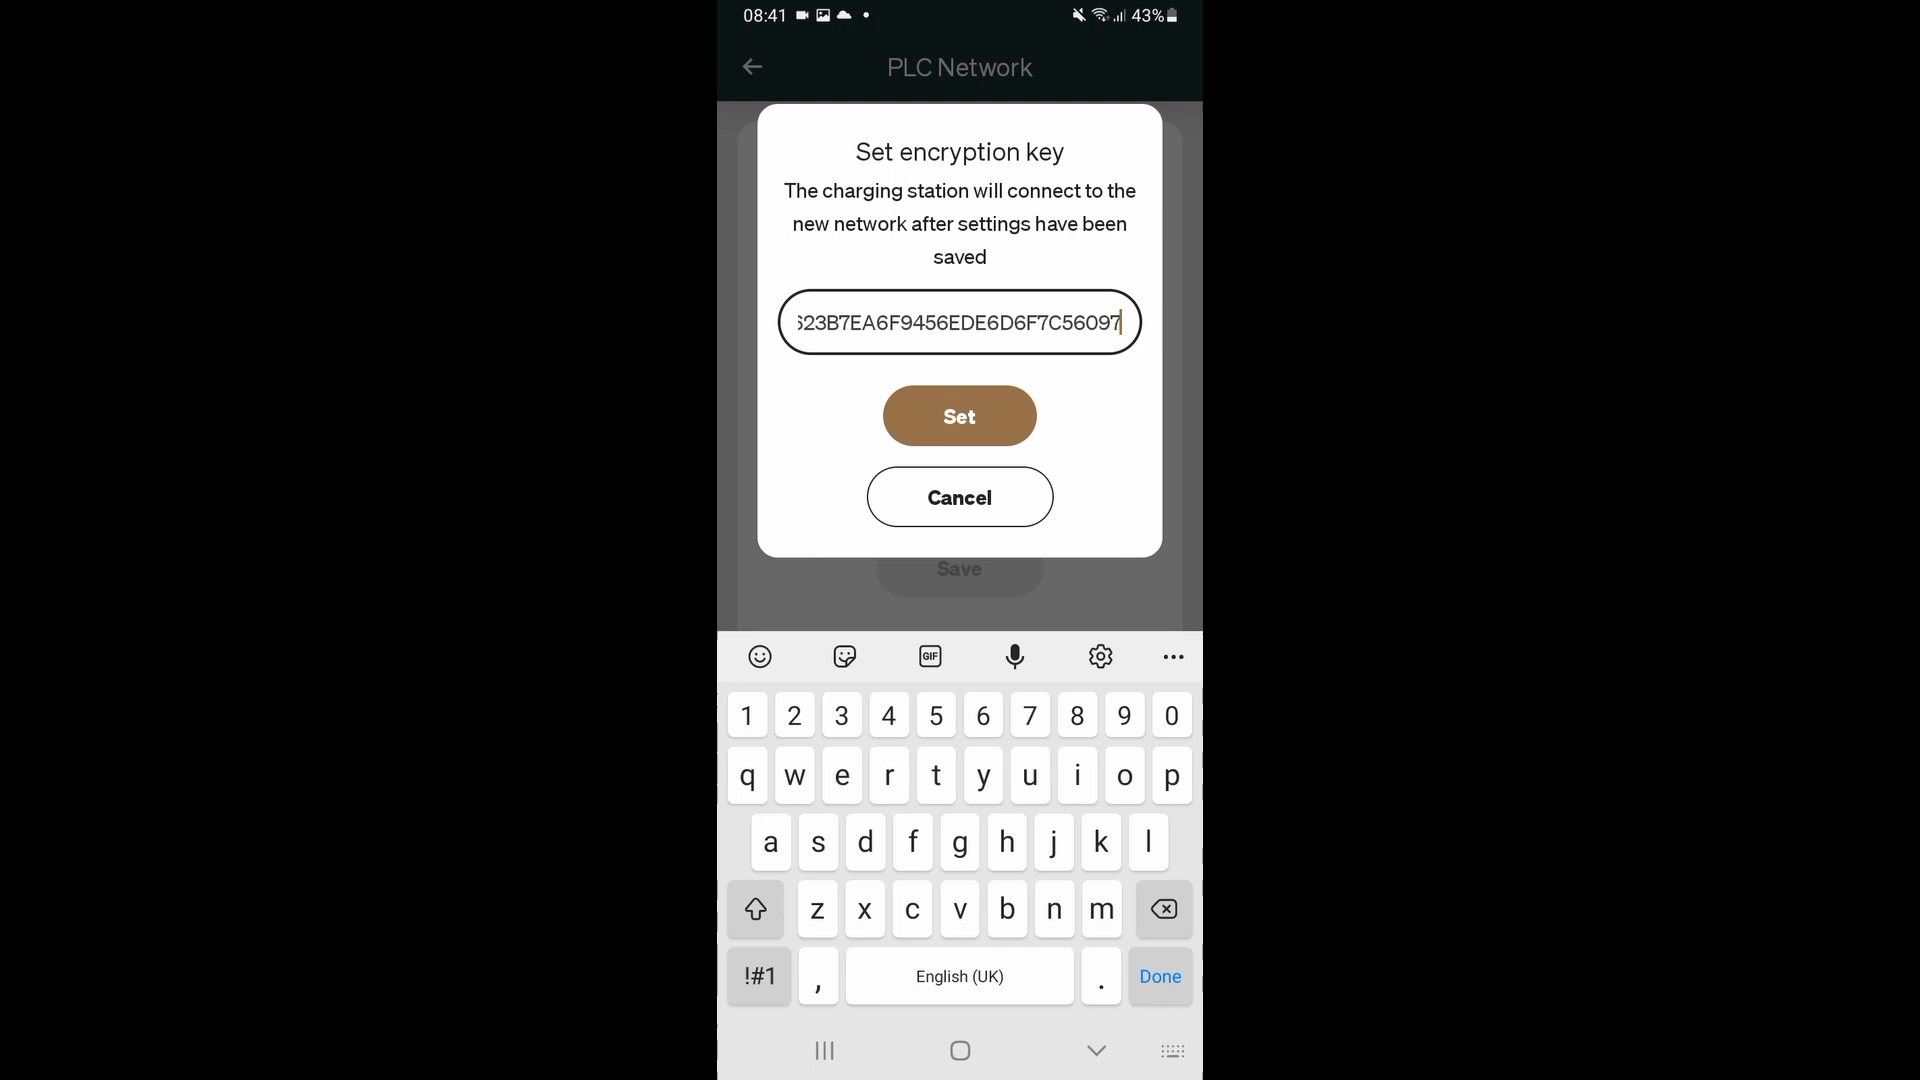 08:41 43%
PLC Network
Set encryption key
The charging station will connect to the
new network after settings have been
saved
623B7EA6F9456EDE6D6F7C56097
Set
Cancel
Save
GIF
1 2 3 4 5 6 7 8 9 0
q w e r t y u i o p
a s d f g h j k l
z x c v b n m
!#1 , English (UK) . Done